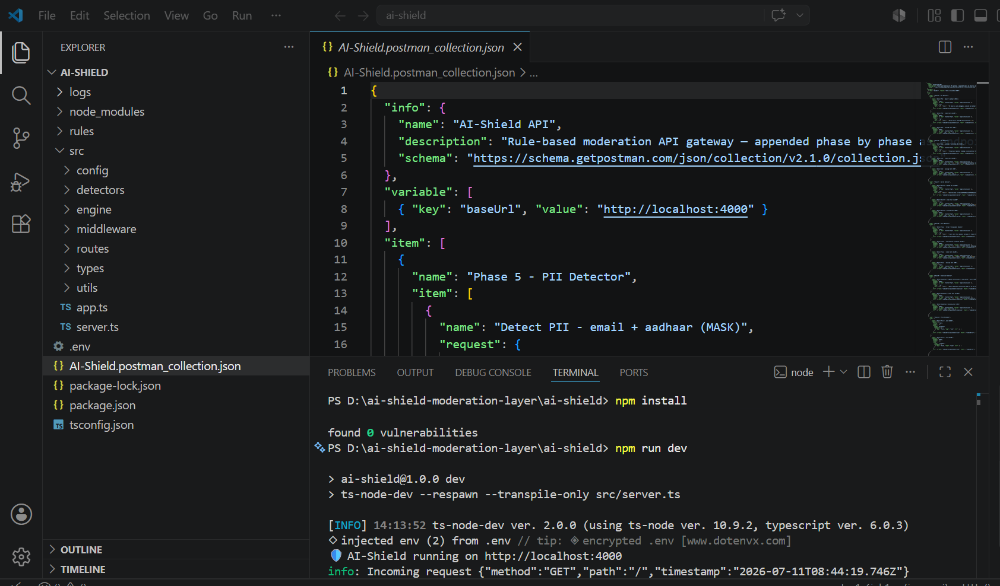 File Edit Selection View Go Run ···
ai-shield
EXPLORER ···
AI-SHIELD
logs
node_modules
rules
src
config
detectors
engine
middleware
routes
types
utils
TS app.ts
TS server.ts
.env
{} AI-Shield.postman_collection.json
{} package-lock.json
{} package.json
TS tsconfig.json
OUTLINE
TIMELINE
{} AI-Shield.postman_collection.json
{} AI-Shield.postman_collection.json > ...
1 {
2 "info": {
3 "name": "AI-Shield API",
4 "description": "Rule-based moderation API gateway — appended phase by phase
5 "schema": "https://schema.getpostman.com/json/collection/v2.1.0/collection.js
6 },
7 "variable": [
8 { "key": "baseUrl", "value": "http://localhost:4000" }
9 ],
10 "item": [
11 {
12 "name": "Phase 5 - PII Detector",
13 "item": [
14 {
15 "name": "Detect PII - email + aadhaar (MASK)",
16 "request": {
PROBLEMS OUTPUT DEBUG CONSOLE TERMINAL PORTS
node
PS D:\ai-shield-moderation-layer\ai-shield> npm install
found 0 vulnerabilities
PS D:\ai-shield-moderation-layer\ai-shield> npm run dev
> ai-shield@1.0.0 dev
> ts-node-dev --respawn --transpile-only src/server.ts
[INFO] 14:13:52 ts-node-dev ver. 2.0.0 (using ts-node ver. 10.9.2, typescript ver. 6.0.3)
◇ injected env (2) from .env // tip: ◈ encrypted .env [www.dotenvx.com]
🛡️ AI-Shield running on http://localhost:4000
info: Incoming request {"method":"GET","path":"/","timestamp":"2026-07-11T08:44:19.746Z"}